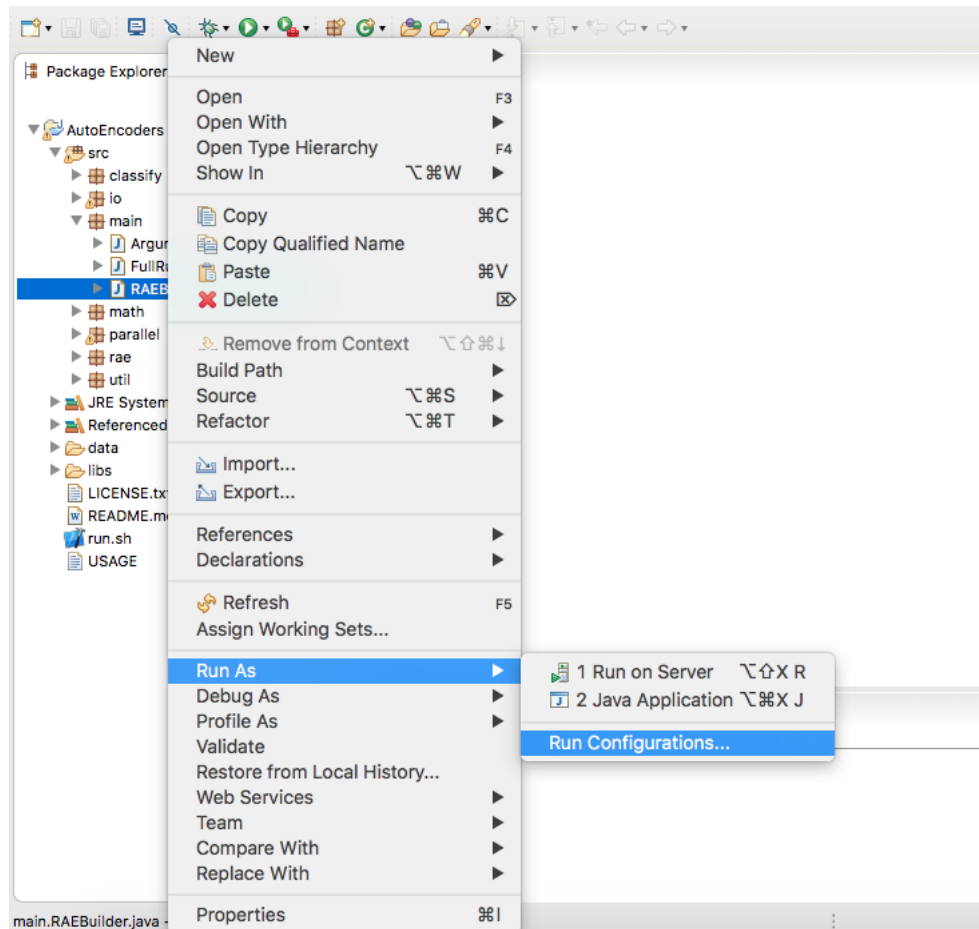 Package Explorer
AutoEncoders
src
classify
io
main
Argu
FullRu
RAEB
math
parallel
rae
util
JRE System
Referenced
data
libs
LICENSE.tx
README.m
run.sh
USAGE
main.RAEBuilder.java -
New
Open F3
Open With
Open Type Hierarchy F4
Show In ⌥⌘W
Copy ⌘C
Copy Qualified Name
Paste ⌘V
Delete ⌦
Remove from Context ⌥⇧⌘↓
Build Path
Source ⌥⌘S
Refactor ⌥⌘T
Import...
Export...
References
Declarations
Refresh F5
Assign Working Sets...
Run As
Debug As
Profile As
Validate
Restore from Local History...
Web Services
Team
Compare With
Replace With
Properties ⌘I
1 Run on Server ⌥⇧X R
2 Java Application ⌥⌘X J
Run Configurations...